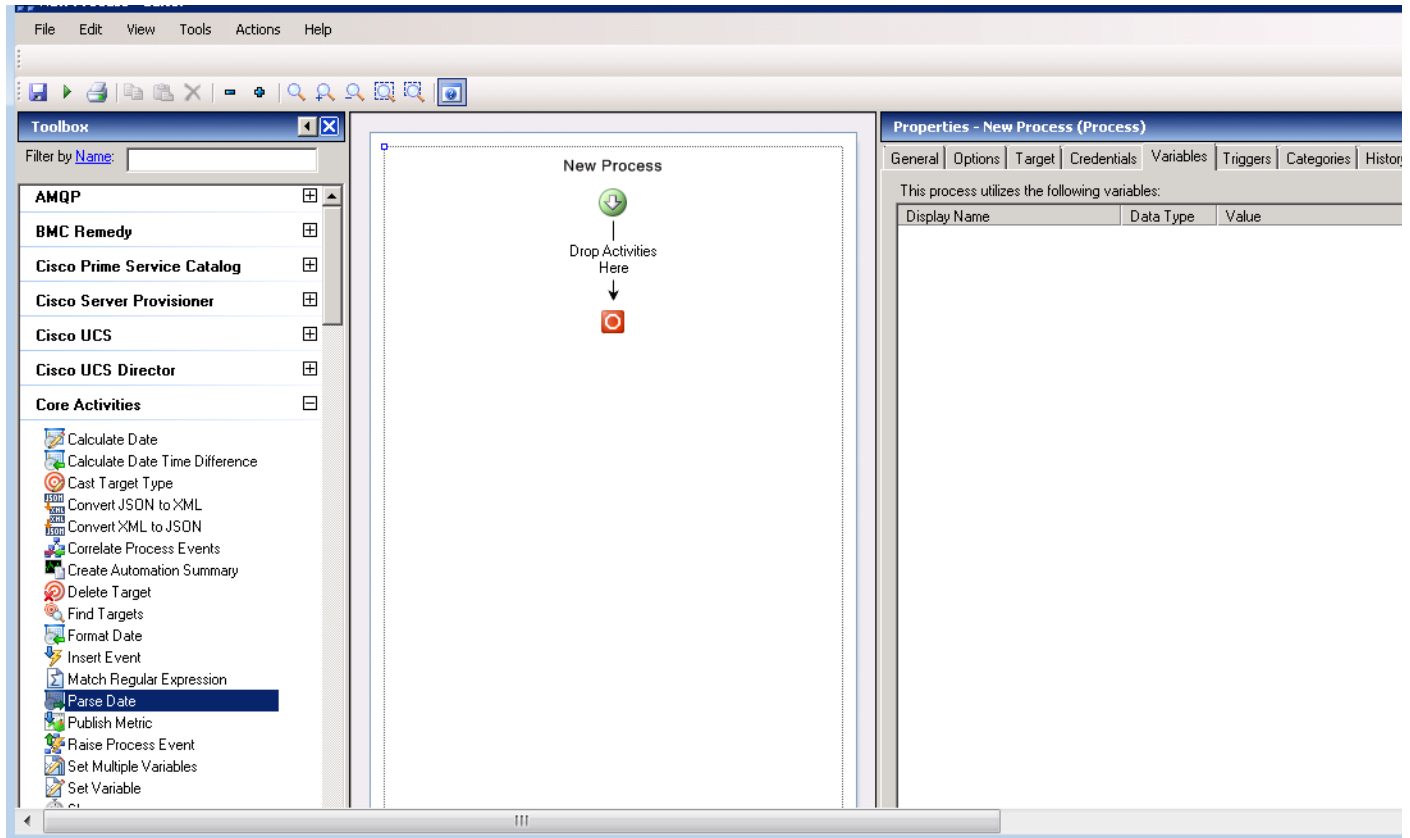 File Edit View Tools Actions Help
Toolbox
Filter by Name:
AMQP
BMC Remedy
Cisco Prime Service Catalog
Cisco Server Provisioner
Cisco UCS
Cisco UCS Director
Core Activities
Calculate Date
Calculate Date Time Difference
Cast Target Type
Convert JSON to XML
Convert XML to JSON
Correlate Process Events
Create Automation Summary
Delete Target
Find Targets
Format Date
Insert Event
Match Regular Expression
Parse Date
Publish Metric
Raise Process Event
Set Multiple Variables
Set Variable
New Process
Drop Activities
Here
Properties - New Process (Process)
General Options Target Credentials Variables Triggers Categories History
This process utilizes the following variables:
Display Name Data Type Value